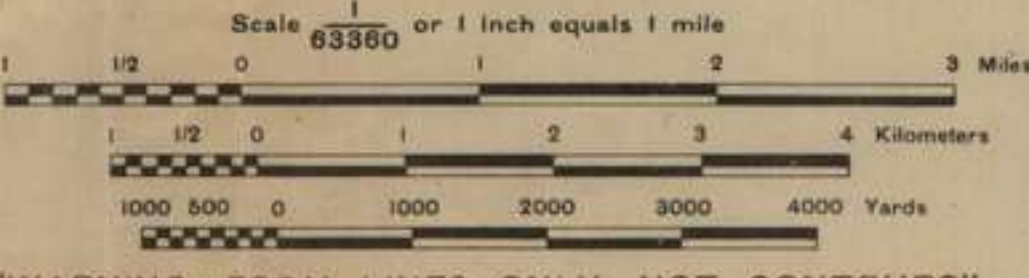 Scale 1/63360 or 1 Inch equals 1 mile
1 1/2 0 1 2 3 Miles
1 1/2 0 1 2 3 4 Kilometers
1000 500 0 1000 2000 3000 4000 Yards